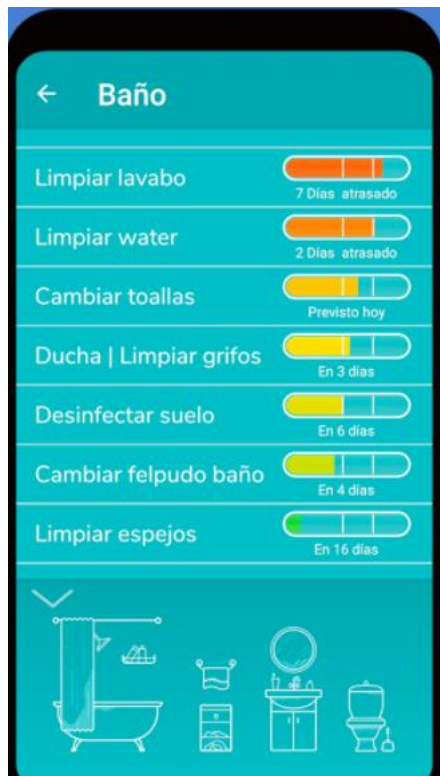 Baño
Limpiar lavabo
7 Días atrasado
Limpiar water
2 Días atrasado
Cambiar toallas
Previsto hoy
Ducha | Limpiar grifos
En 3 días
Desinfectar suelo
En 6 días
Cambiar felpudo baño
En 4 días
Limpiar espejos
En 16 días